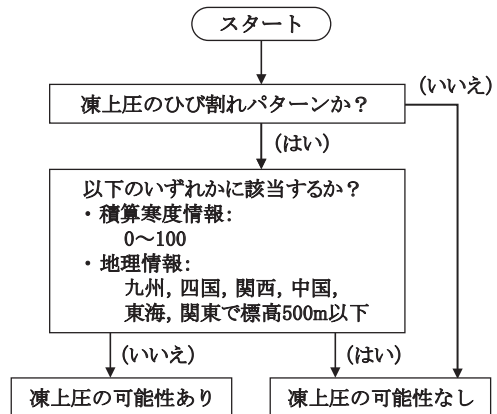 スタート
凍上圧のひび割れパターンか？
(いいえ)
(はい)
以下のいずれかに該当するか？
・積算寒度情報：
0～100
・地理情報：
九州，四国，関西，中国，
東海，関東で標高500m以下
(いいえ)
(はい)
凍上圧の可能性あり
凍上圧の可能性なし